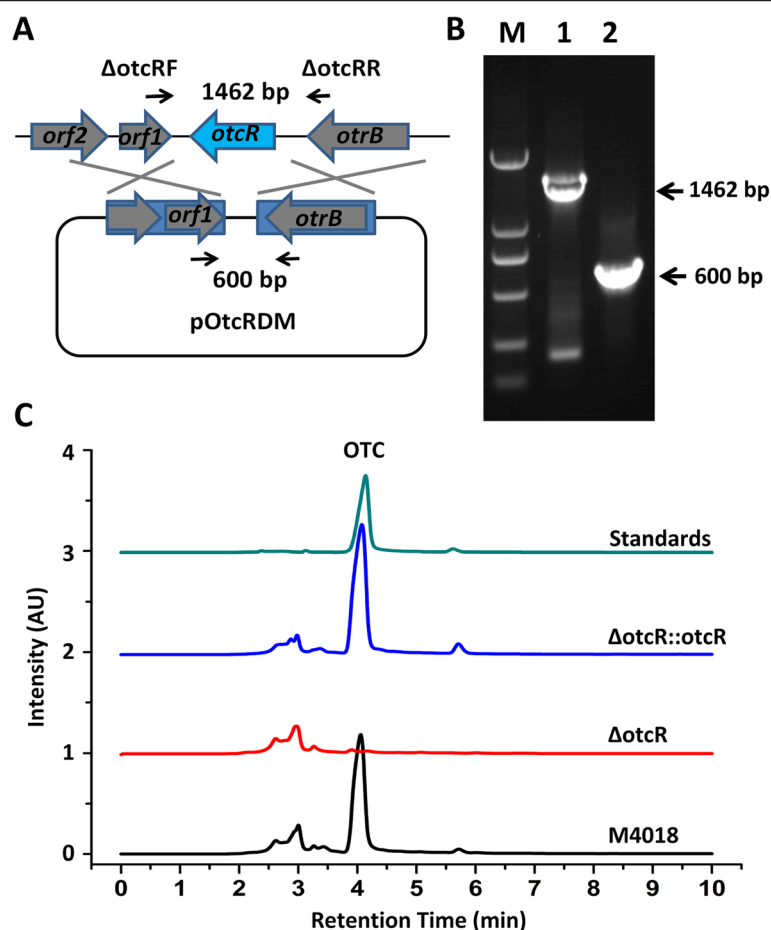 A
ΔotcRF
1462 bp
ΔotcRR
orf2
orf1
otcR
otrB
orf1
otrB
600 bp
pOtcRDM
B
M 1 2
1462 bp
600 bp
C
OTC
Standards
ΔotcR::otcR
ΔotcR
M4018
4
3
2
1
0
Intensity (AU)
0 1 2 3 4 5 6 7 8 9 10
Retention Time (min)